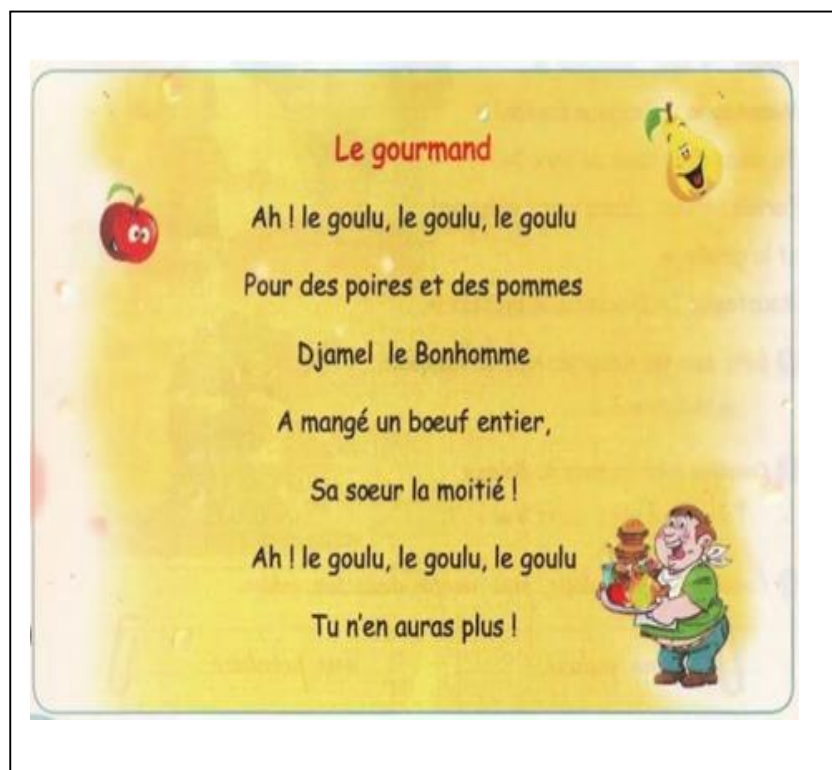 Le gourmand
Ah ! le goulu, le goulu, le goulu
Pour des poires et des pommes
Djamel le Bonhomme
A mangé un boeuf entier,
Sa soeur la moitié !
Ah ! le goulu, le goulu, le goulu
Tu n'en auras plus !